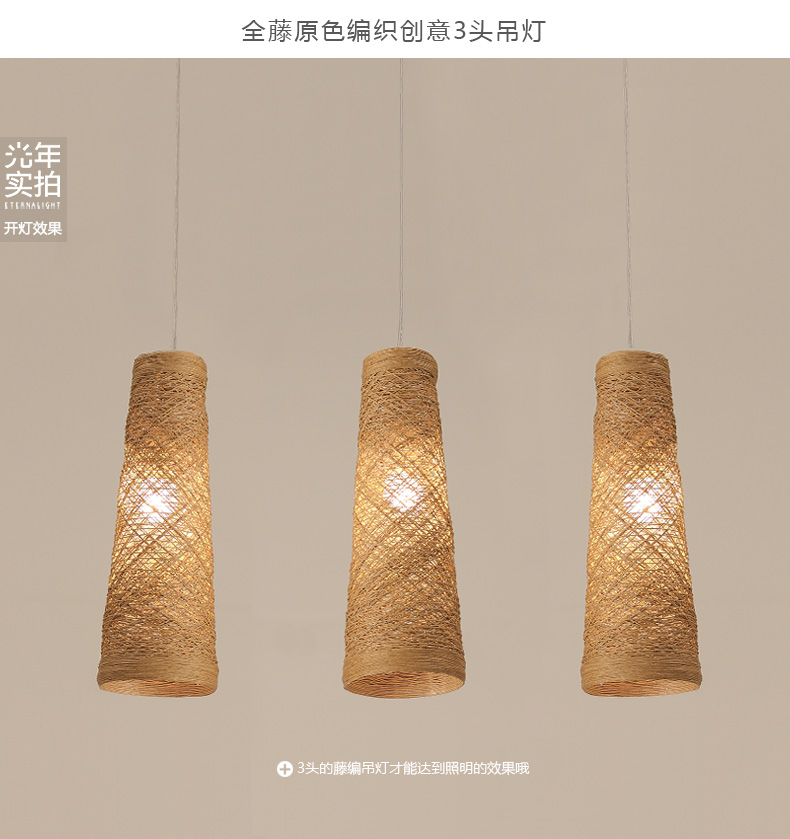 全藤原色编织创意3头吊灯
光年
实拍
ETERNALIGHT
开灯效果
3头的藤编吊灯才能达到照明的效果哦